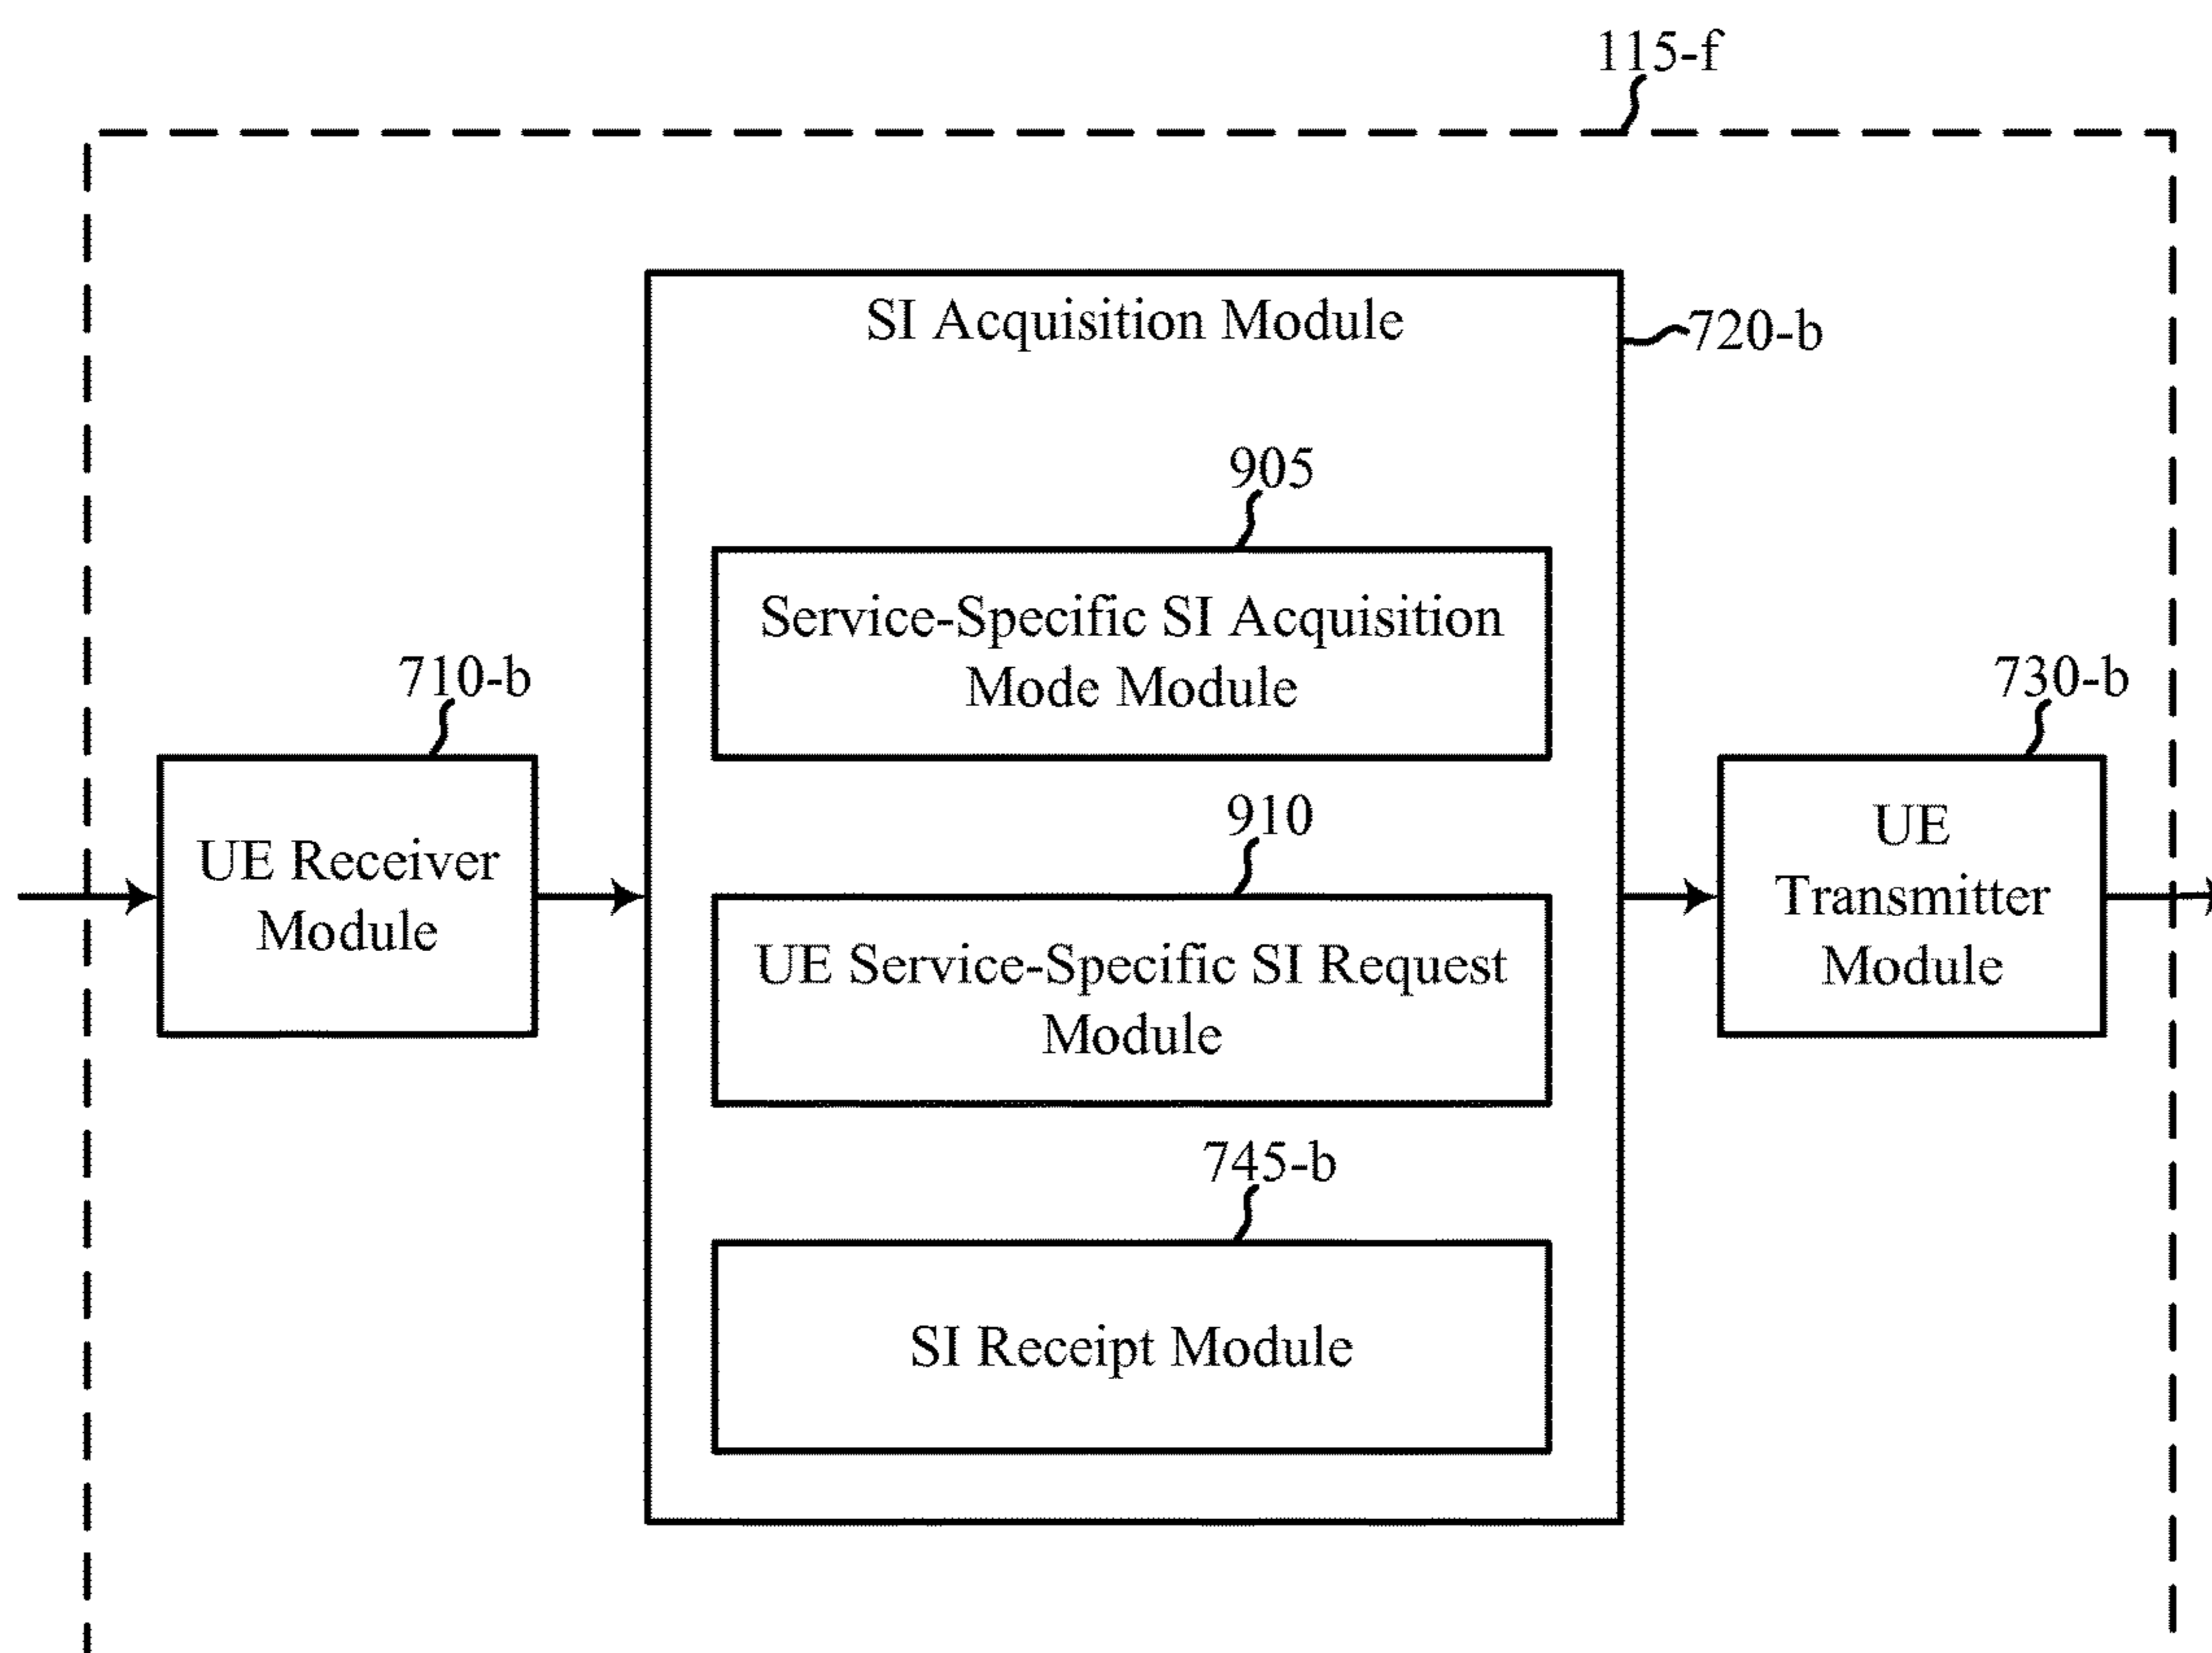 115-f
SI Acquisition Module
720-b
905
Service-Specific SI Acquisition
Mode Module
710-b
730-b
UE Receiver
Module
910
UE Service-Specific SI Request
Module
UE
Transmitter
Module
745-b
SI Receipt Module